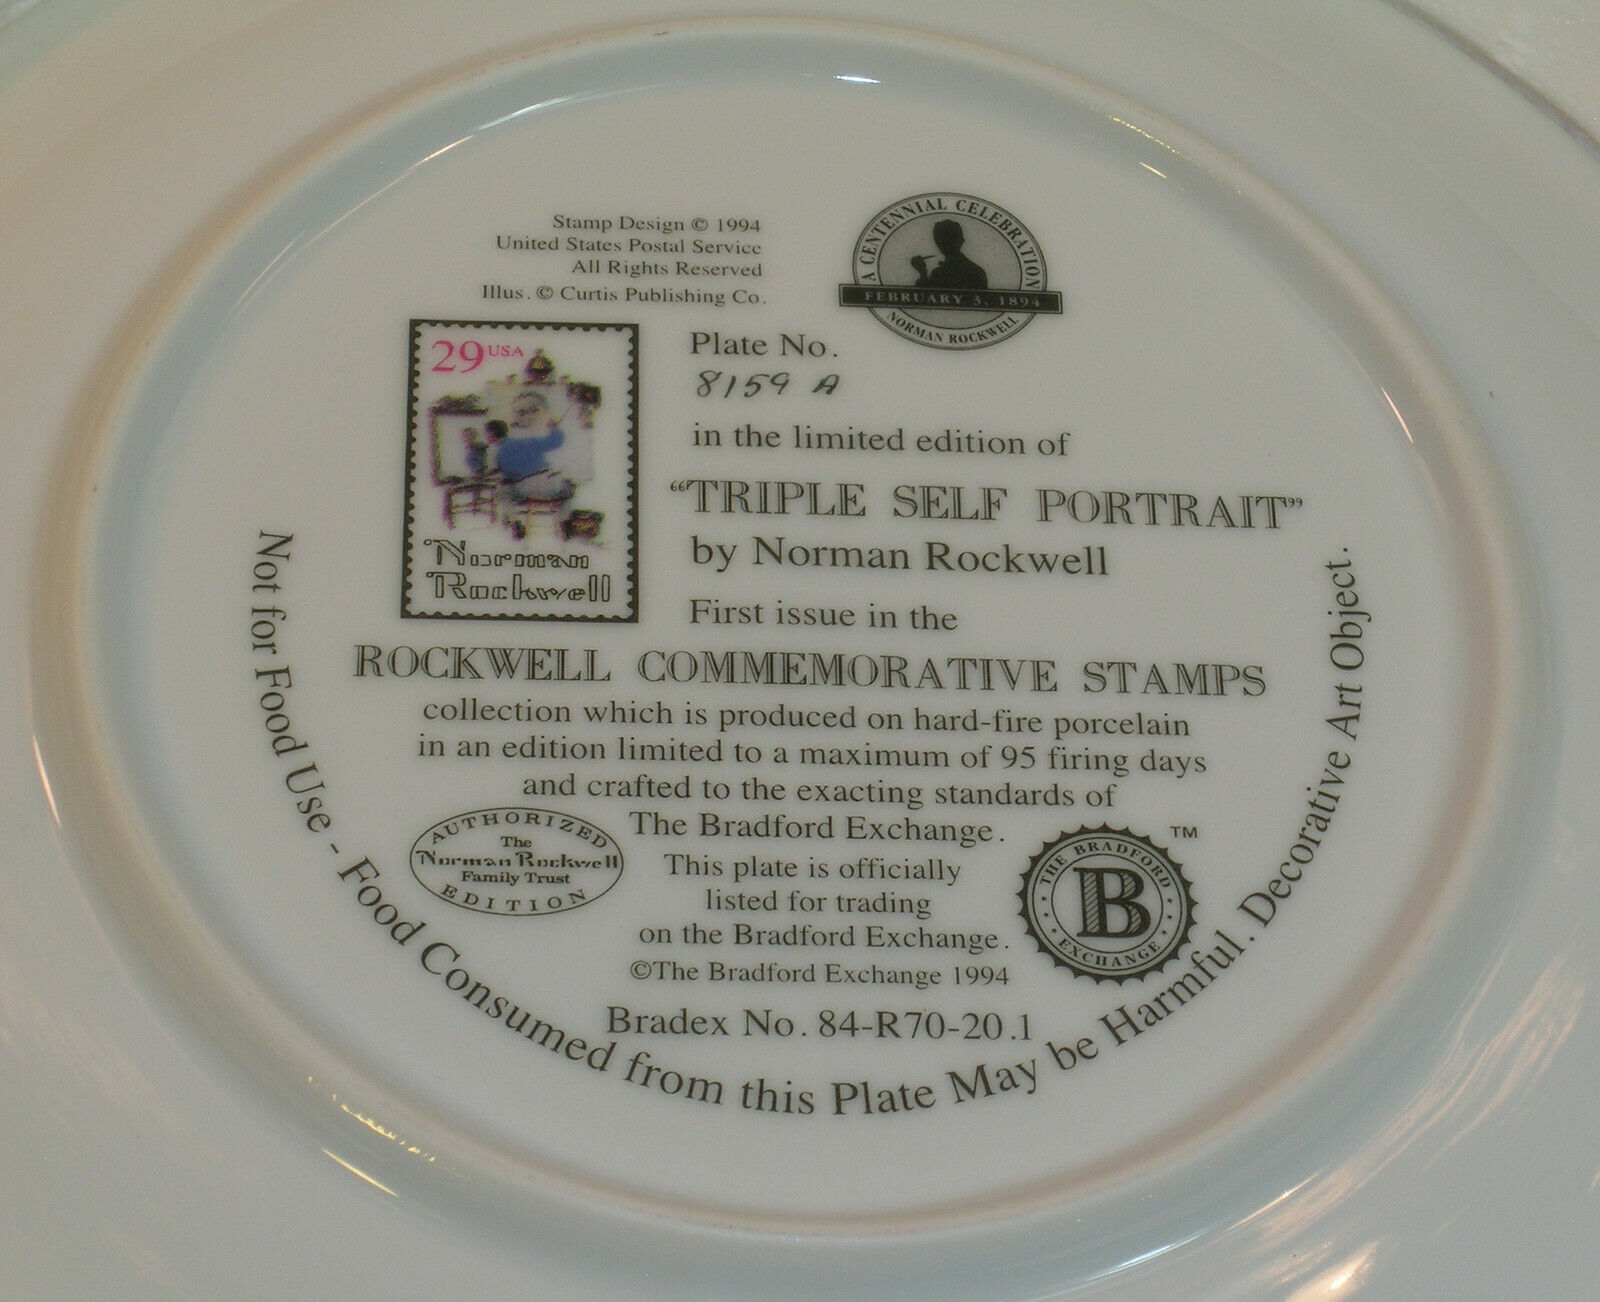 Stamp Design © 1994
United States Postal Service
All Rights Reserved
Illus. © Curtis Publishing Co.
A CENTENNIAL CELEBRATION
FEBRUARY 3, 1894
NORMAN ROCKWELL
29 USA
Norman
Rockwell
Plate No.
8159 A
in the limited edition of
“TRIPLE SELF PORTRAIT”
by Norman Rockwell
First issue in the
ROCKWELL COMMEMORATIVE STAMPS
collection which is produced on hard-fire porcelain
in an edition limited to a maximum of 95 firing days
and crafted to the exacting standards of
The Bradford Exchange.
This plate is officially
listed for trading
on the Bradford Exchange.
©The Bradford Exchange 1994
Bradex No. 84-R70-20.1
AUTHORIZED
The
Norman Rockwell
Family Trust
EDITION
THE BRADFORD
B
EXCHANGE
TM
Not for Food Use - Food Consumed from this Plate May be Harmful. Decorative Art Object.